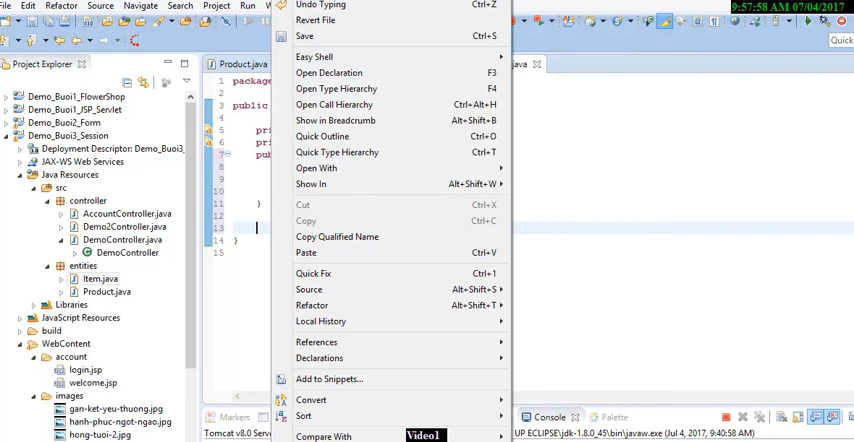 File Edit Refactor Source Navigate Search Project Run W
9:57:58 AM 07/04/2017
Quick
Project Explorer
Demo_Buoi1_FlowerShop
Demo_Buoi1_JSP_Servlet
Demo_Buoi2_Form
Demo_Buoi3_Session
Deployment Descriptor: Demo_Buoi3_
JAX-WS Web Services
Java Resources
src
controller
AccountController.java
Demo2Controller.java
DemoController.java
DemoController
entities
Item.java
Product.java
Libraries
JavaScript Resources
build
WebContent
account
login.jsp
welcome.jsp
images
gan-ket-yeu-thuong.jpg
hanh-phuc-ngot-ngao.jpg
hong-tuoi-2.jpg
Product.java
.java
1 package
2
3 public
5 pri
6 pri
7 pub
8
9
10
11 }
12
13
14 }
15
Undo Typing Ctrl+Z
Revert File
Save Ctrl+S
Easy Shell
Open Declaration F3
Open Type Hierarchy F4
Open Call Hierarchy Ctrl+Alt+H
Show in Breadcrumb Alt+Shift+B
Quick Outline Ctrl+O
Quick Type Hierarchy Ctrl+T
Open With
Show In Alt+Shift+W
Cut Ctrl+X
Copy Ctrl+C
Copy Qualified Name
Paste Ctrl+V
Quick Fix Ctrl+1
Source Alt+Shift+S
Refactor Alt+Shift+T
Local History
References
Declarations
Add to Snippets...
Convert
Sort
Compare With
Video1
Markers
Console
Palette
Tomcat v8.0 Serve
UP ECLIPSE\jdk-1.8.0_45\bin\javaw.exe (Jul 4, 2017, 9:40:58 AM)